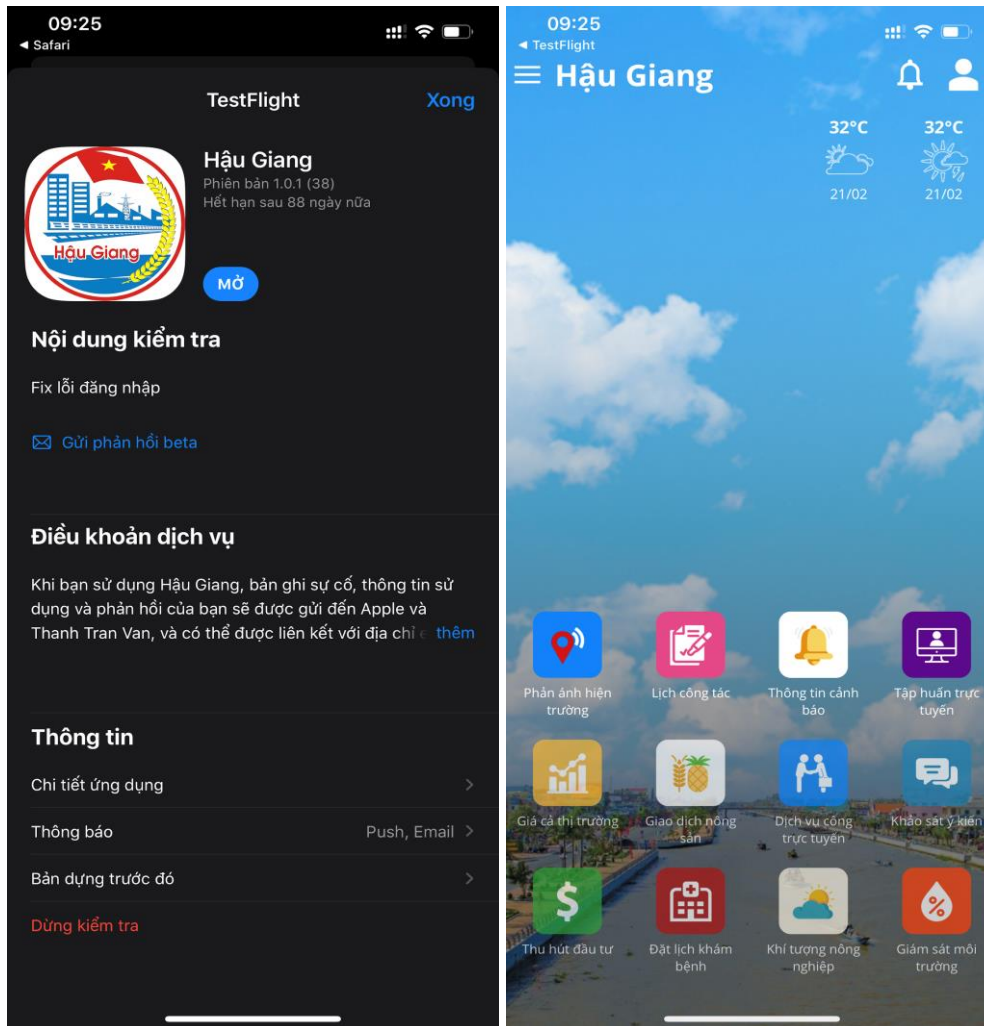 09:25
◄ Safari
TestFlight
Xong
Hậu Giang
Hậu Giang
Phiên bản 1.0.1 (38)
Hết hạn sau 88 ngày nữa
MỞ
Nội dung kiểm tra
Fix lỗi đăng nhập
Gửi phản hồi beta
Điều khoản dịch vụ
Khi bạn sử dụng Hậu Giang, bản ghi sự cố, thông tin sử
dụng và phản hồi của bạn sẽ được gửi đến Apple và
Thanh Tran Van, và có thể được liên kết với địa chỉ thêm
Thông tin
Chi tiết ứng dụng
Thông báo
Push, Email
Bản dựng trước đó
Dừng kiểm tra
09:25
◄ TestFlight
Hậu Giang
32°C
32°C
21/02
21/02
Phản ánh hiện
trường
Lịch công tác
Thông tin cảnh
báo
Tập huấn trực
tuyến
Giá cả thị trường
Giao dịch nông
sản
Dịch vụ công
trực tuyến
Khảo sát ý kiến
Thu hút đầu tư
Đặt lịch khám
bệnh
Khí tượng nông
nghiệp
Giám sát môi
trường